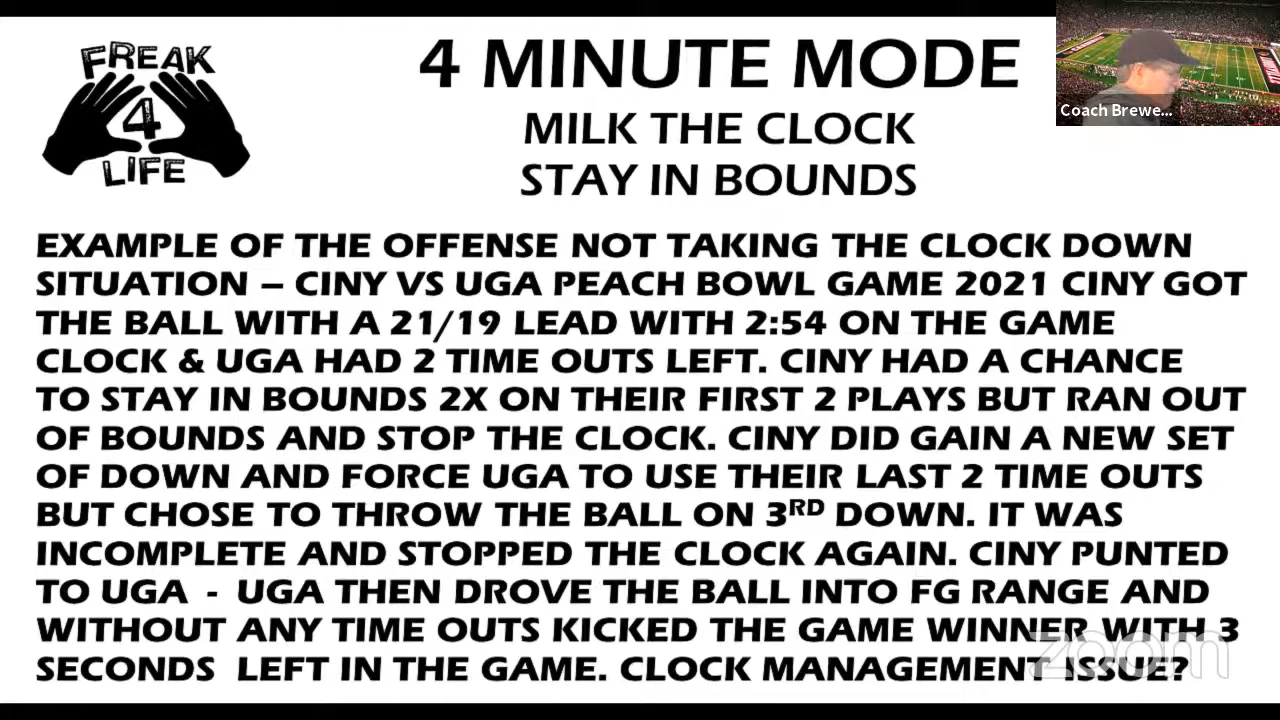 FREAK
4
LIFE
4 MINUTE MODE
MILK THE CLOCK
STAY IN BOUNDS
Coach Brewe...
EXAMPLE OF THE OFFENSE NOT TAKING THE CLOCK DOWN
SITUATION – CINY VS UGA PEACH BOWL GAME 2021 CINY GOT
THE BALL WITH A 21/19 LEAD WITH 2:54 ON THE GAME
CLOCK & UGA HAD 2 TIME OUTS LEFT. CINY HAD A CHANCE
TO STAY IN BOUNDS 2X ON THEIR FIRST 2 PLAYS BUT RAN OUT
OF BOUNDS AND STOP THE CLOCK. CINY DID GAIN A NEW SET
OF DOWN AND FORCE UGA TO USE THEIR LAST 2 TIME OUTS
BUT CHOSE TO THROW THE BALL ON 3RD DOWN. IT WAS
INCOMPLETE AND STOPPED THE CLOCK AGAIN. CINY PUNTED
TO UGA - UGA THEN DROVE THE BALL INTO FG RANGE AND
WITHOUT ANY TIME OUTS KICKED THE GAME WINNER WITH 3
SECONDS LEFT IN THE GAME. CLOCK MANAGEMENT ISSUE?
zoom